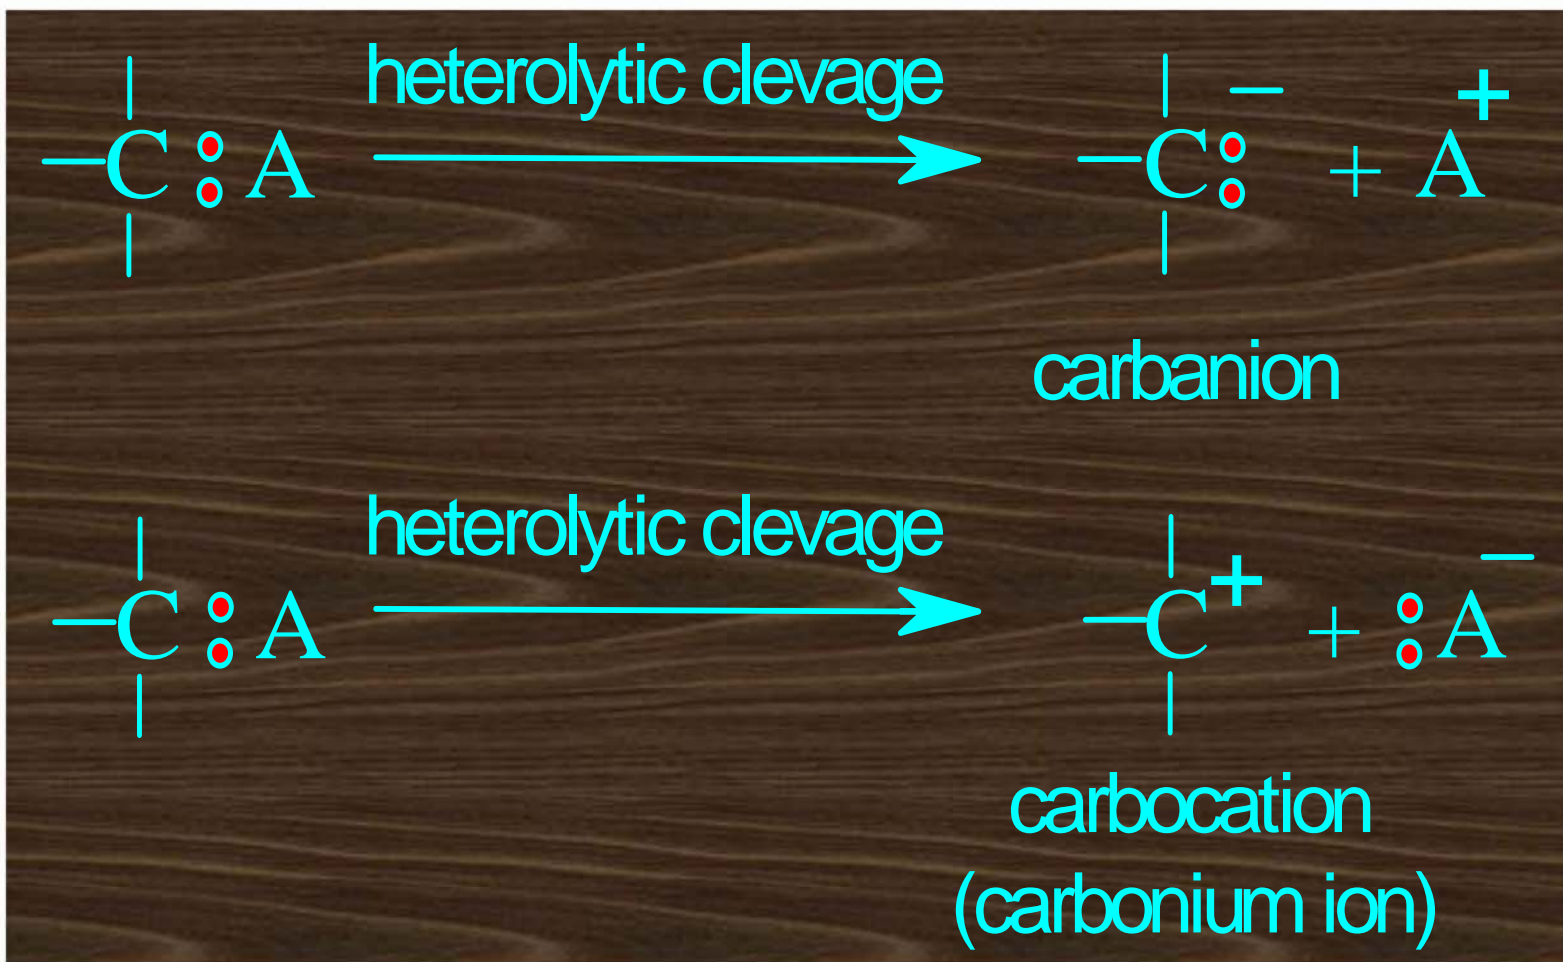 heterolytic clevage
C : A
C : − + A +
carbanion
heterolytic clevage
C : A
C + + : A −
carbocation
(carbonium ion)